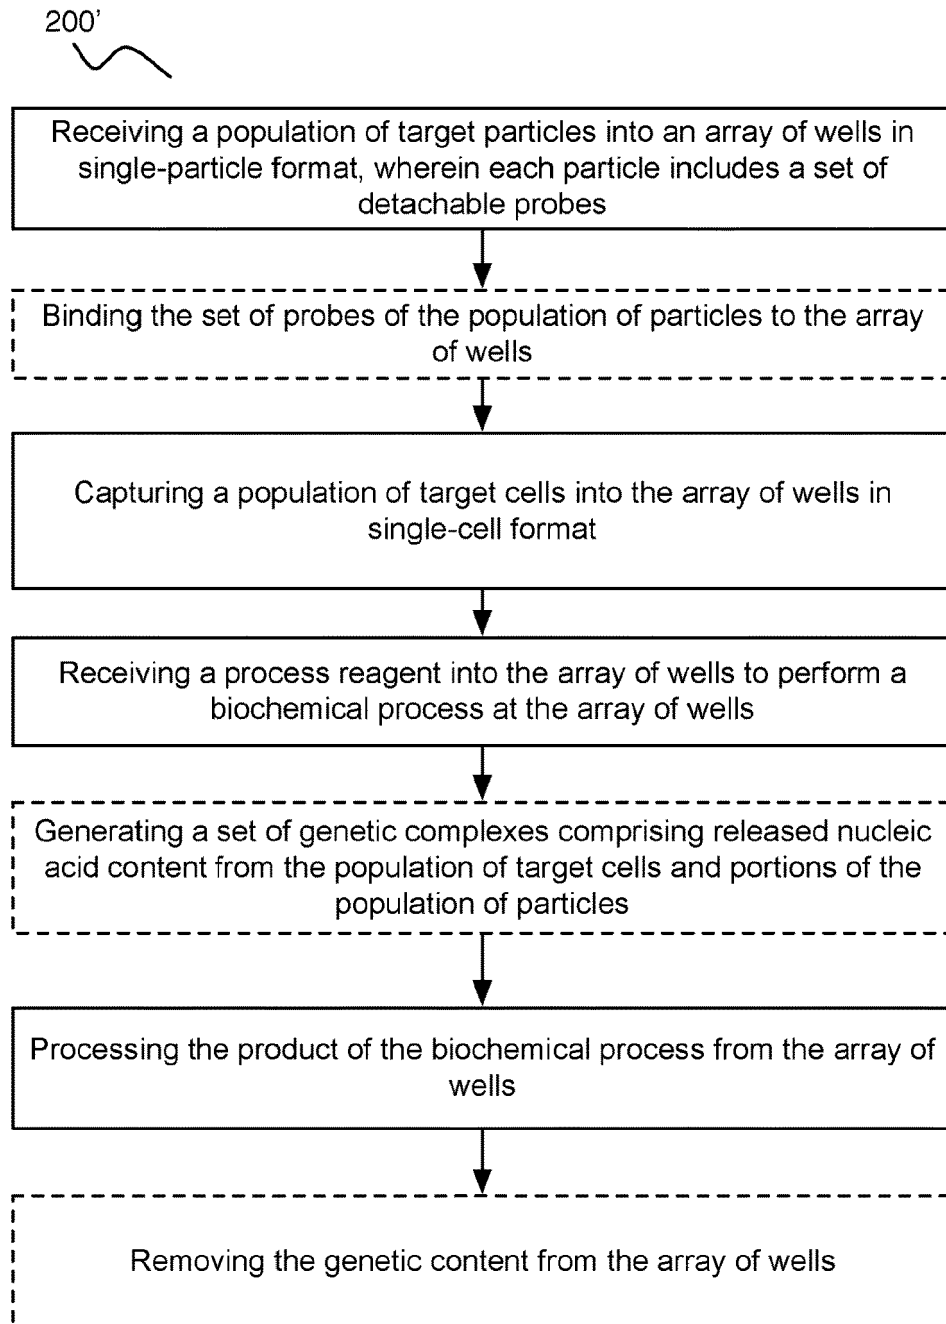 200'
Receiving a population of target particles into an array of wells in
single-particle format, wherein each particle includes a set of
detachable probes
Binding the set of probes of the population of particles to the array
of wells
Capturing a population of target cells into the array of wells in
single-cell format
Receiving a process reagent into the array of wells to perform a
biochemical process at the array of wells
Generating a set of genetic complexes comprising released nucleic
acid content from the population of target cells and portions of the
population of particles
Processing the product of the biochemical process from the array of
wells
Removing the genetic content from the array of wells